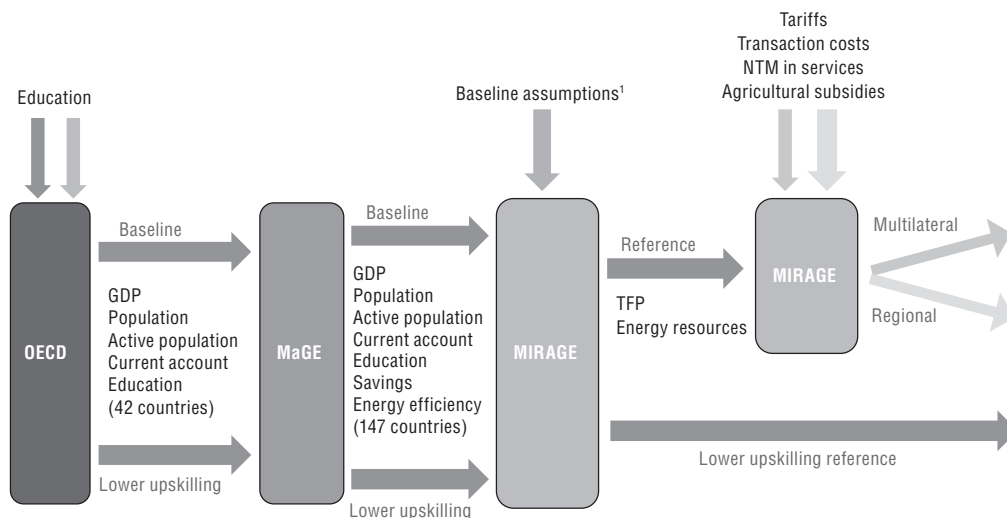 Tariffs
Transaction costs
NTM in services
Agricultural subsidies
Education
Baseline assumptions¹
OECD
Baseline
GDP
Population
Active population
Current account
Education
(42 countries)
Lower upskilling
MaGE
Baseline
GDP
Population
Active population
Current account
Education
Savings
Energy efficiency
(147 countries)
Lower upskilling
MIRAGE
Reference
TFP
Energy resources
MIRAGE
Multilateral
Regional
Lower upskilling reference